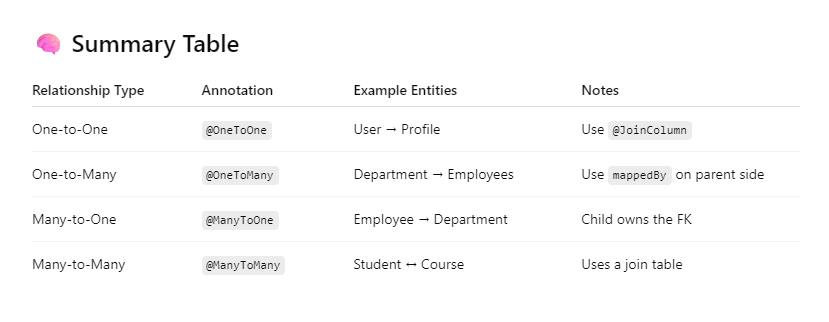 🧠 Summary Table
Relationship Type Annotation Example Entities Notes
One-to-One @OneToOne User → Profile Use @JoinColumn
One-to-Many @OneToMany Department → Employees Use mappedBy on parent side
Many-to-One @ManyToOne Employee → Department Child owns the FK
Many-to-Many @ManyToMany Student ↔ Course Uses a join table